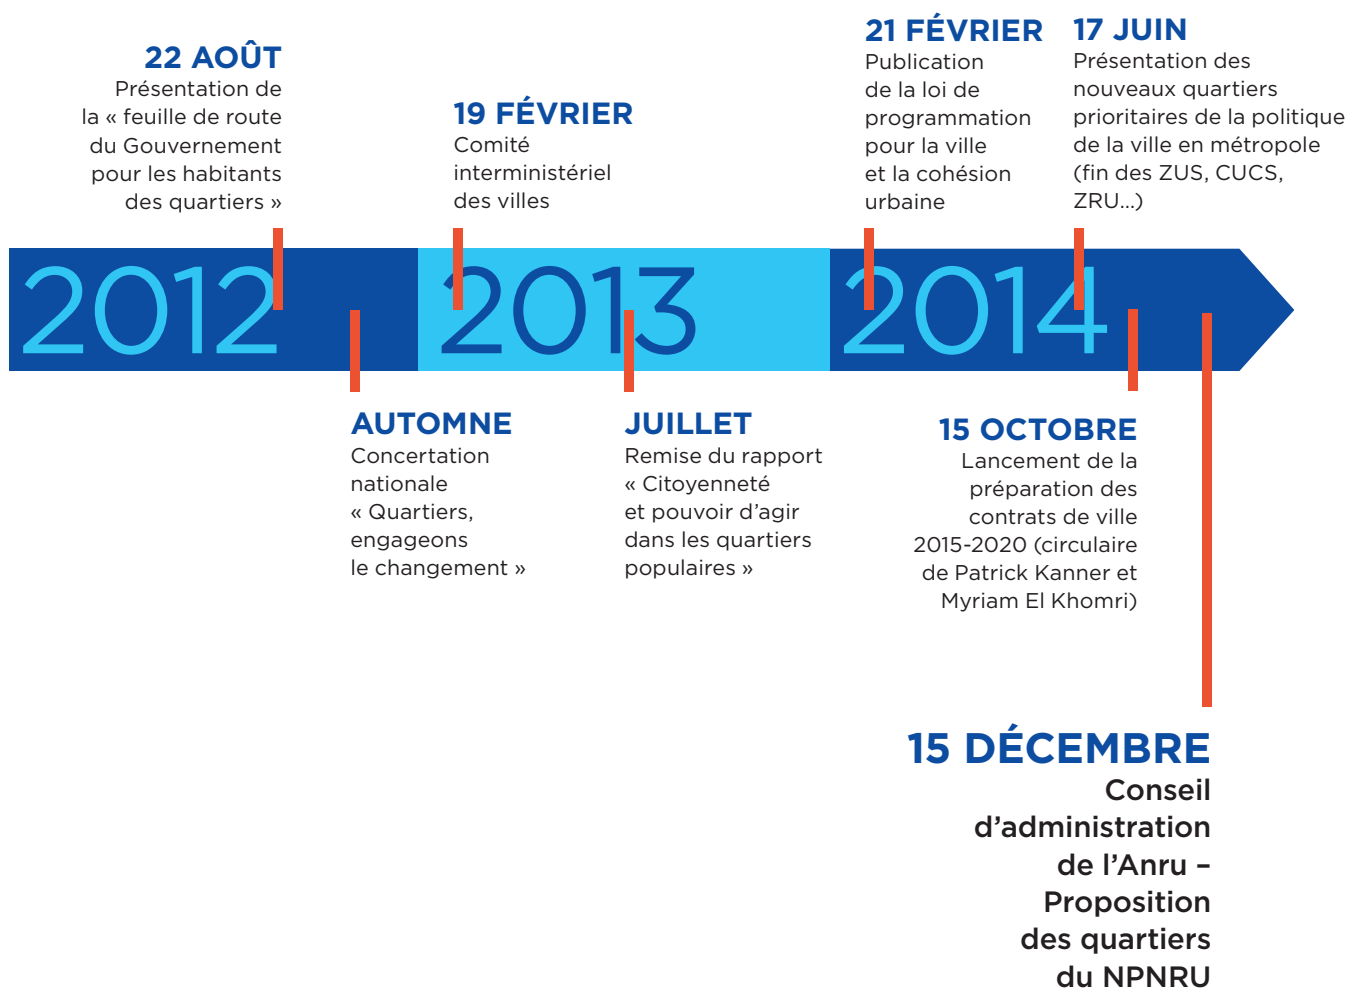 22 AOÛT
Présentation de
la « feuille de route
du Gouvernement
pour les habitants
des quartiers »
19 FÉVRIER
Comité
interministériel
des villes
21 FÉVRIER
Publication
de la loi de
programmation
pour la ville
et la cohésion
urbaine
17 JUIN
Présentation des
nouveaux quartiers
prioritaires de la politique
de la ville en métropole
(fin des ZUS, CUCS,
ZRU...)
2012
2013
2014
AUTOMNE
Concertation
nationale
« Quartiers,
engageons
le changement »
JUILLET
Remise du rapport
« Citoyenneté
et pouvoir d’agir
dans les quartiers
populaires »
15 OCTOBRE
Lancement de la
préparation des
contrats de ville
2015-2020 (circulaire
de Patrick Kanner et
Myriam El Khomri)
15 DÉCEMBRE
Conseil
d’administration
de l’Anru –
Proposition
des quartiers
du NPNRU